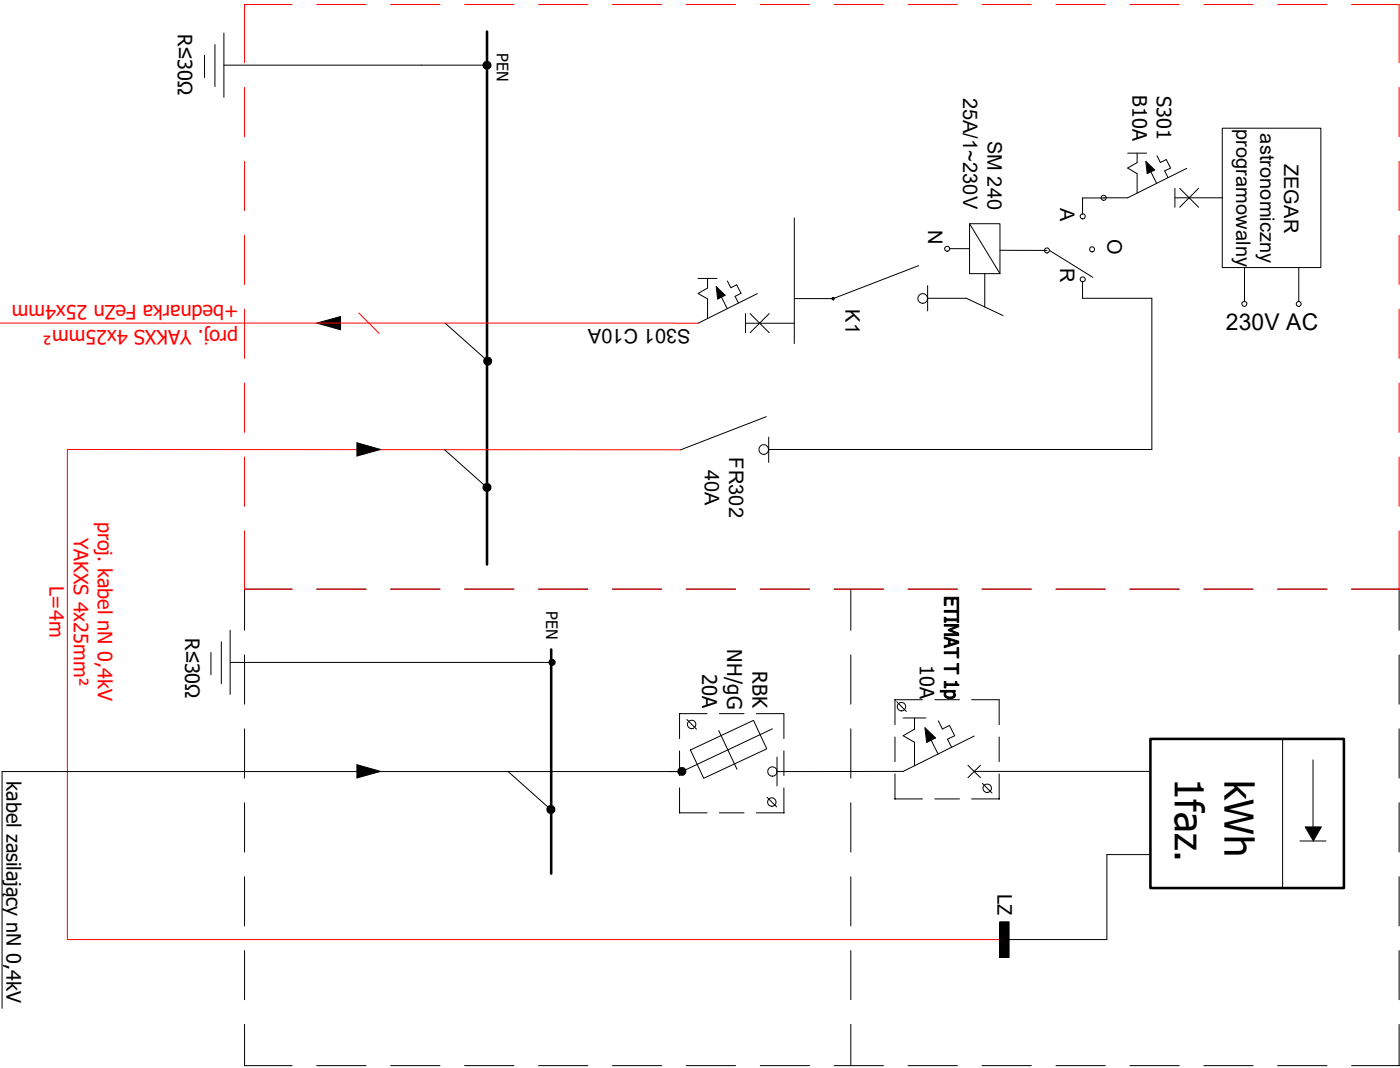 PEN
R≤30Ω
S301
B10A
ZEGAR
astronomiczny
programowalny
230V AC
SM 240
25A/1~230V
A
O
R
N
K1
S301 C10A
proj. YAKXS 4x25mm²
+bednarka FeZn 25x4mm
FR302
40A
proj. kabel nN 0,4kV
YAKXS 4x25mm²
L=4m
PEN
R≤30Ω
RBK
NH/gG
20A
ETIMAT T 1p
10A
kWh
1faz.
LZ
kabel zasilający nN 0,4kV